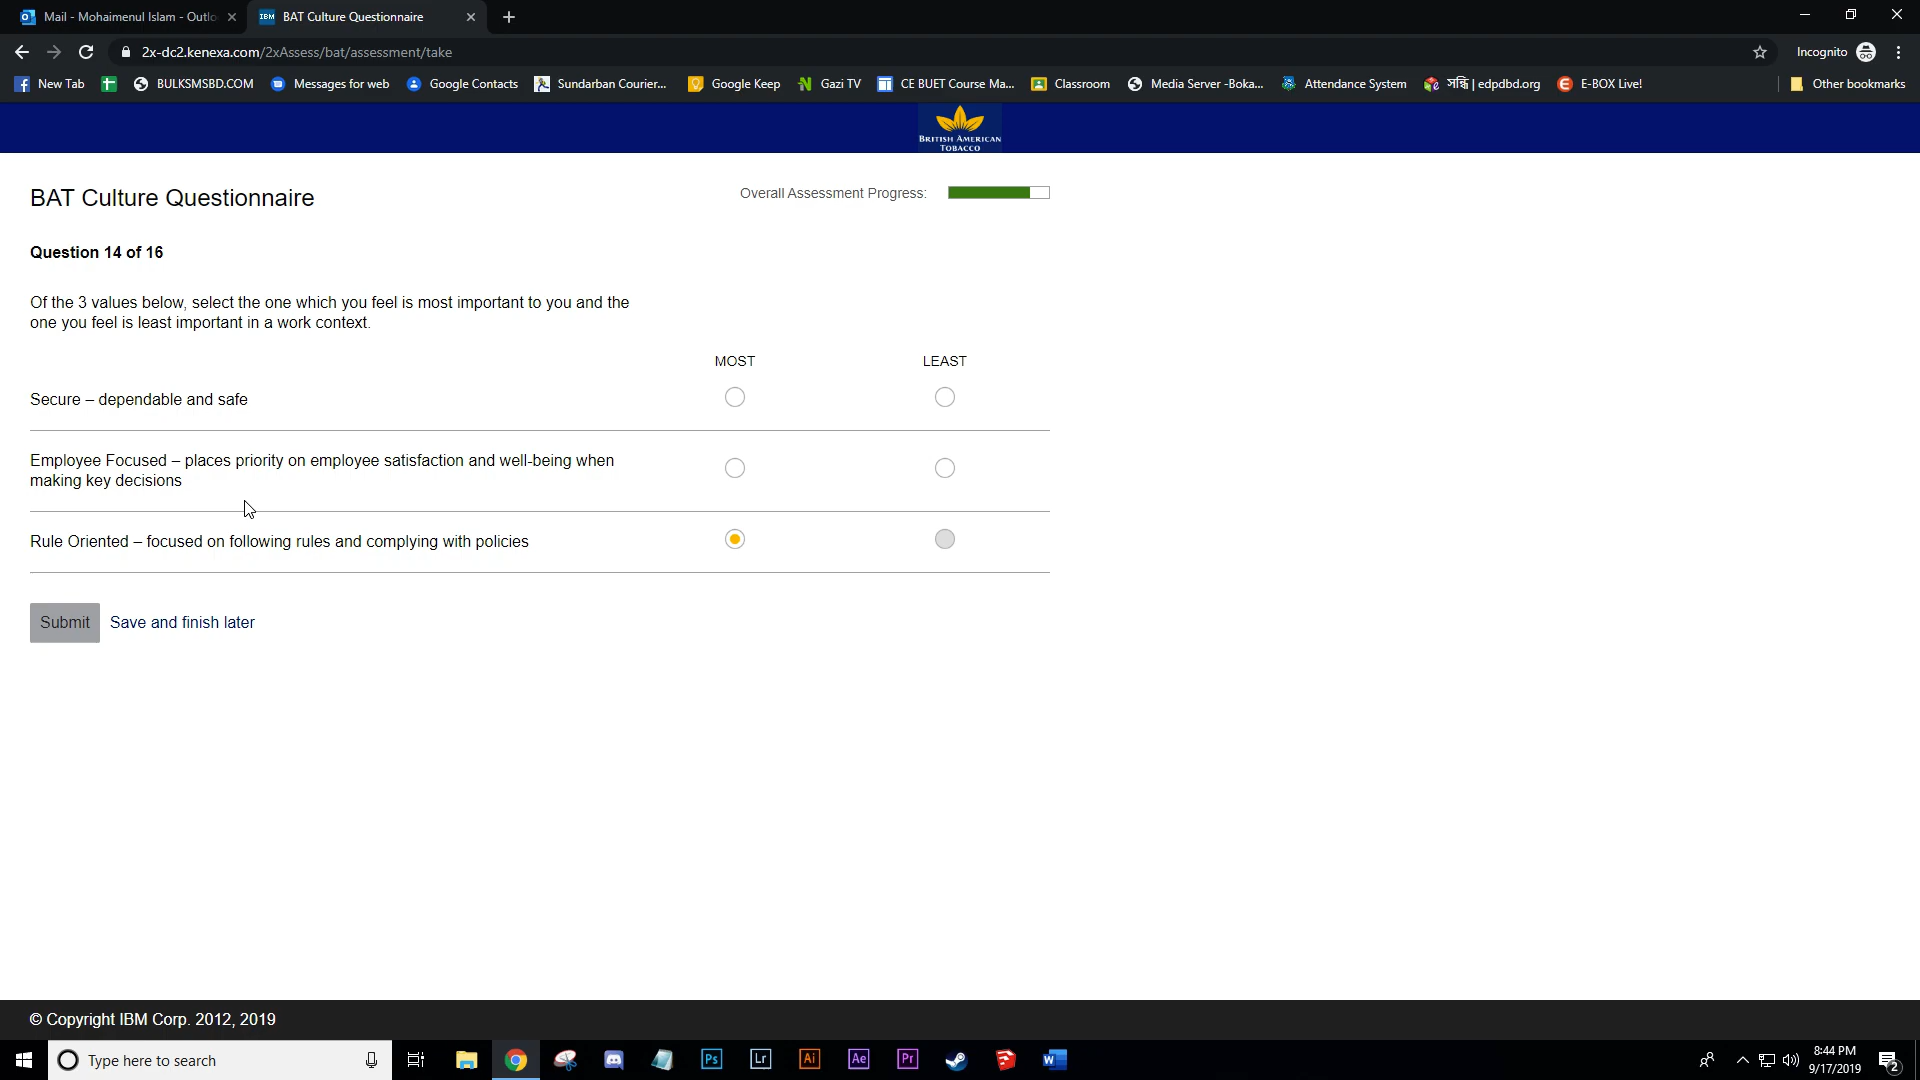 Mail - Mohaimenul Islam - Outlo
BAT Culture Questionnaire
2x-dc2.kenexa.com/2xAssess/bat/assessment/take
Incognito
New Tab
BULKSMSBD.COM
Messages for web
Google Contacts
Sundarban Courier...
Google Keep
Gazi TV
CE BUET Course Ma...
Classroom
Media Server -Boka...
Attendance System
সন্ধি | edpdbd.org
E-BOX Live!
Other bookmarks
BRITISH AMERICAN
TOBACCO
BAT Culture Questionnaire
Overall Assessment Progress:
Question 14 of 16
Of the 3 values below, select the one which you feel is most important to you and the
one you feel is least important in a work context.
MOST
LEAST
Secure – dependable and safe
Employee Focused – places priority on employee satisfaction and well-being when
making key decisions
Rule Oriented – focused on following rules and complying with policies
Submit
Save and finish later
© Copyright IBM Corp. 2012, 2019
Type here to search
Ps
Lr
Ai
Ae
Pr
8:44 PM
9/17/2019
2